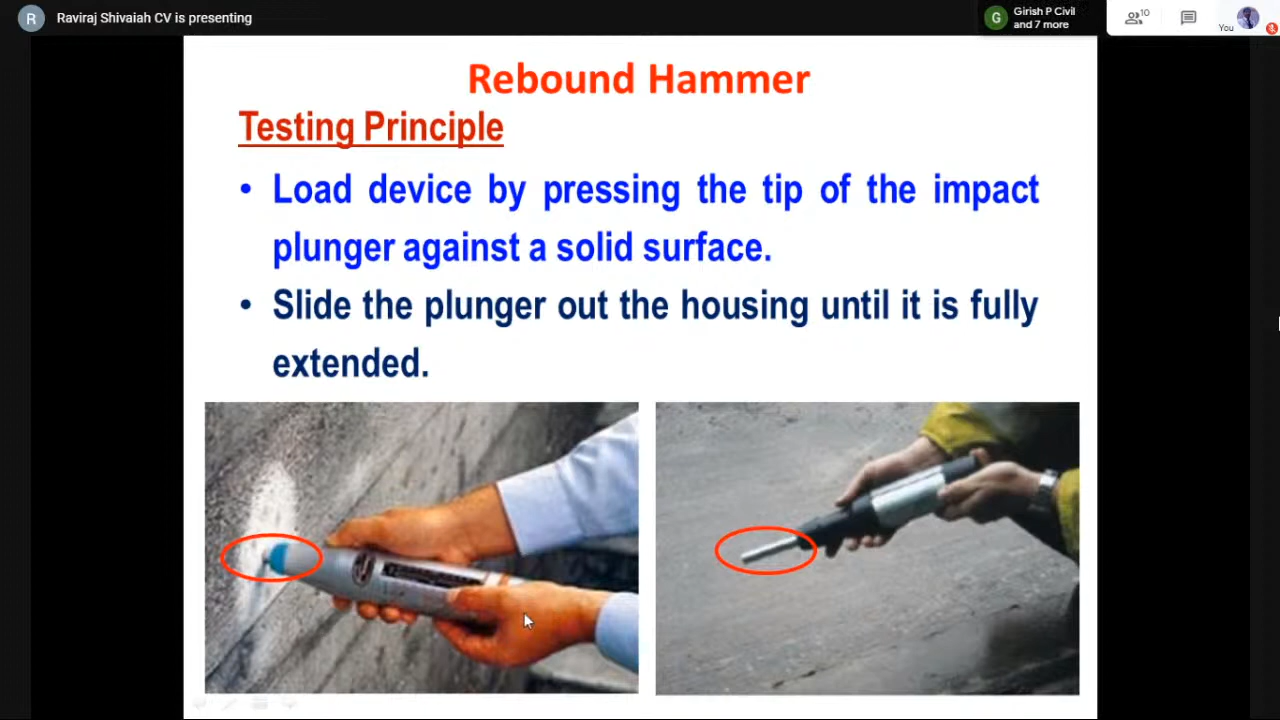 R Raviraj Shivaiah CV is presenting
G Girish P Civil
and 7 more
10
You
Rebound Hammer
Testing Principle
• Load device by pressing the tip of the impact
plunger against a solid surface.
• Slide the plunger out the housing until it is fully
extended.